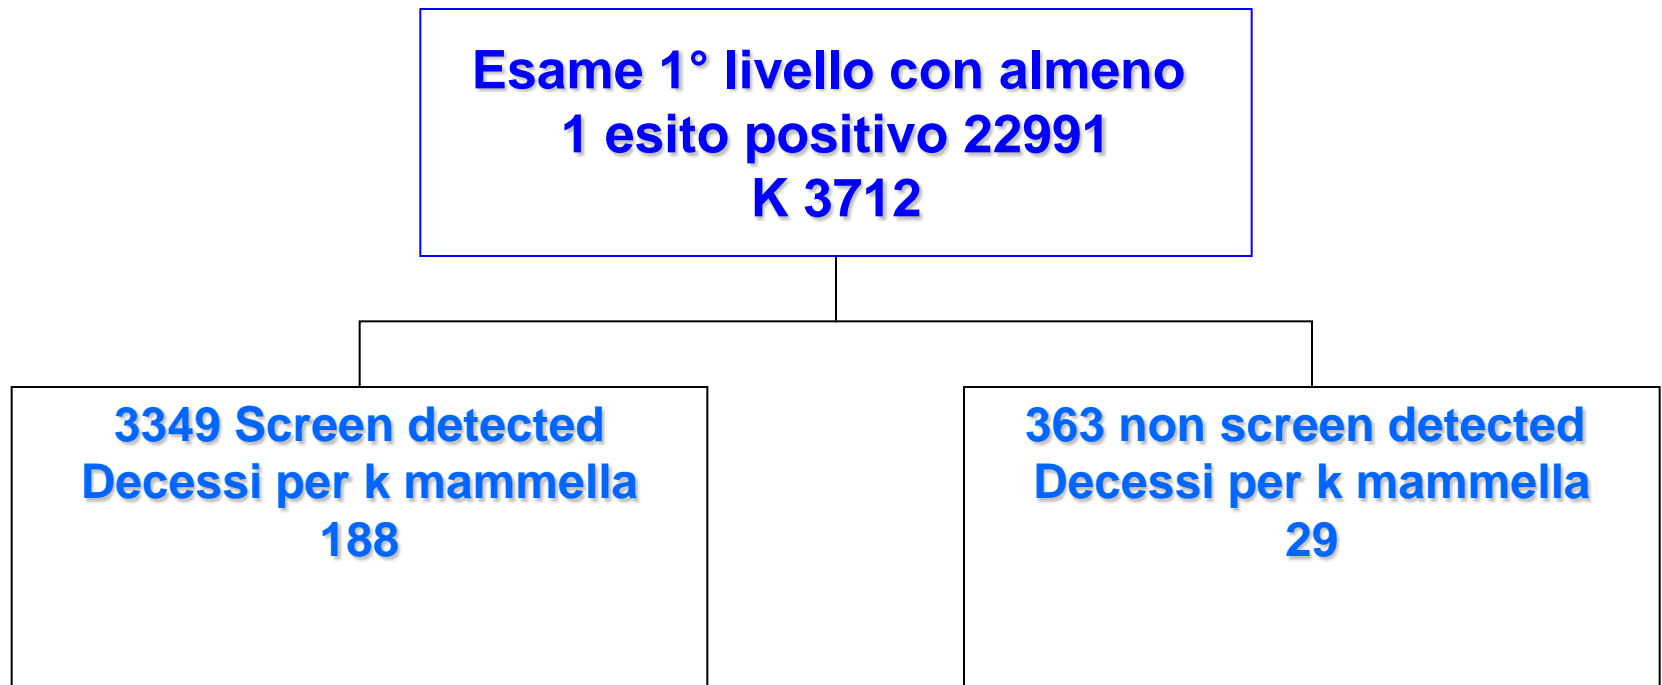 Esame 1° livello con almeno
1 esito positivo 22991
K 3712
3349 Screen detected
Decessi per k mammella
188
363 non screen detected
Decessi per k mammella
29